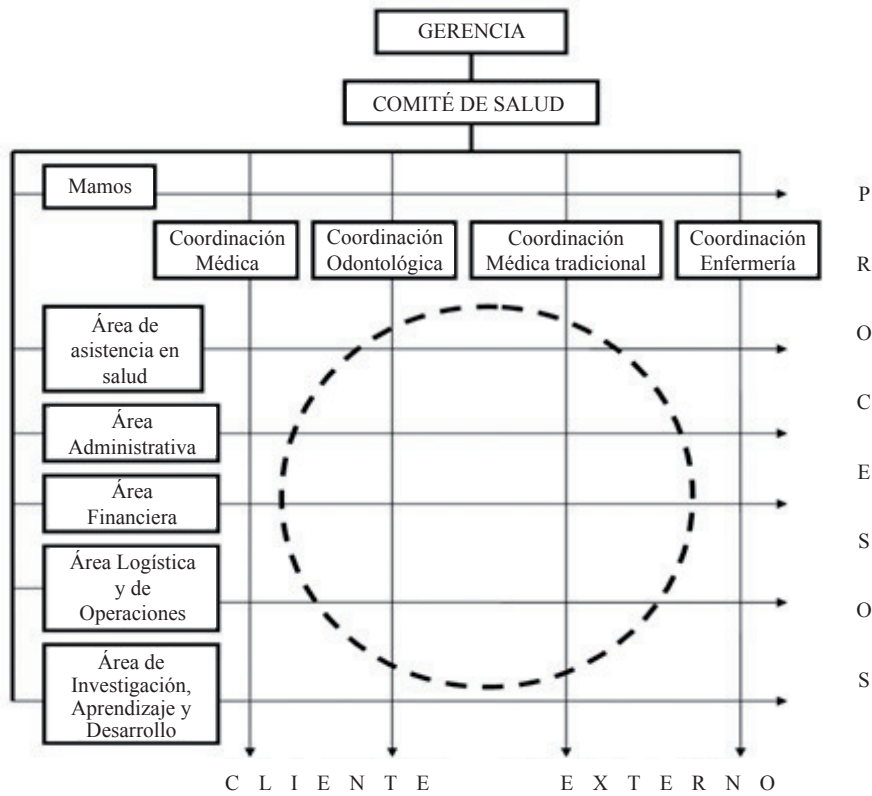 GERENCIA
COMITÉ DE SALUD
Mamos
Coordinación
Médica
Coordinación
Odontológica
Coordinación
Médica tradicional
Coordinación
Enfermería
Área de
asistencia en
salud
Área
Administrativa
Área
Financiera
Área Logística
y de
Operaciones
Área de
Investigación,
Aprendizaje y
Desarrollo
P
R
O
C
E
S
O
S
C L I E N T E E X T E R N O